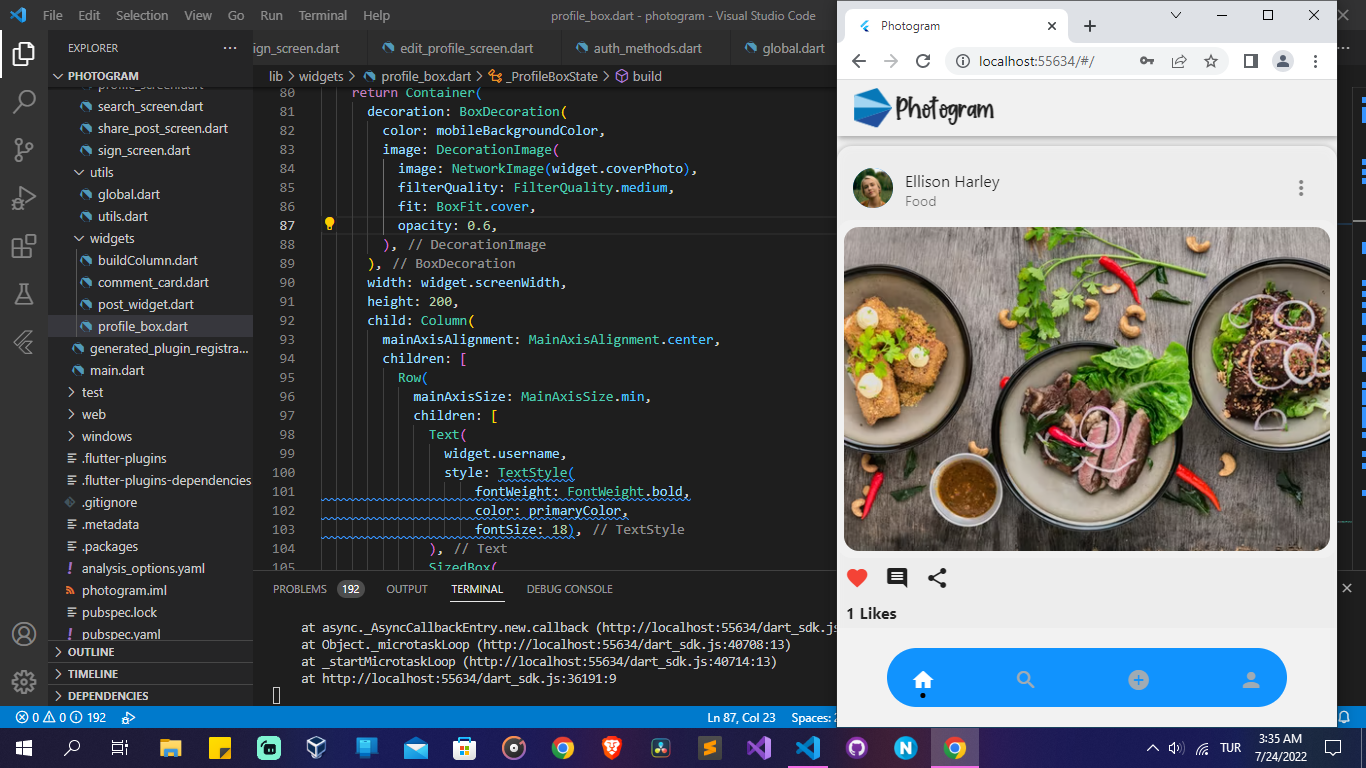 File Edit Selection View Go Run Terminal Help
profile_box.dart - photogram - Visual Studio Code
EXPLORER
PHOTOGRAM
profile_screen.dart
search_screen.dart
share_post_screen.dart
sign_screen.dart
utils
global.dart
utils.dart
widgets
buildColumn.dart
comment_card.dart
post_widget.dart
profile_box.dart
generated_plugin_registra...
main.dart
test
web
windows
.flutter-plugins
.flutter-plugins-dependencies
.gitignore
.metadata
.packages
analysis_options.yaml
photogram.iml
pubspec.lock
pubspec.yaml
OUTLINE
TIMELINE
DEPENDENCIES
ign_screen.dart edit_profile_screen.dart auth_methods.dart global.dart
lib > widgets > profile_box.dart > _ProfileBoxState > build
80 return Container(
81 decoration: BoxDecoration(
82 color: mobileBackgroundColor,
83 image: DecorationImage(
84 image: NetworkImage(widget.coverPhoto),
85 filterQuality: FilterQuality.medium,
86 fit: BoxFit.cover,
87 opacity: 0.6,
88 ), // DecorationImage
89 ), // BoxDecoration
90 width: widget.screenWidth,
91 height: 200,
92 child: Column(
93 mainAxisAlignment: MainAxisAlignment.center,
94 children: [
95 Row(
96 mainAxisSize: MainAxisSize.min,
97 children: [
98 Text(
99 widget.username,
100 style: TextStyle(
101 fontWeight: FontWeight.bold,
102 color: primaryColor,
103 fontSize: 18), // TextStyle
104 ), // Text
105 SizedBox(
PROBLEMS 192 OUTPUT TERMINAL DEBUG CONSOLE
at async._AsyncCallbackEntry.new.callback (http://localhost:55634/dart_sdk.js
at Object._microtaskLoop (http://localhost:55634/dart_sdk.js:40708:13)
at _startMicrotaskLoop (http://localhost:55634/dart_sdk.js:40714:13)
at http://localhost:55634/dart_sdk.js:36191:9
0 0 192
Ln 87, Col 23 Spaces: 2
Photogram
localhost:55634/#/
Photogram
Ellison Harley
Food
1 Likes
TUR
3:35 AM
7/24/2022